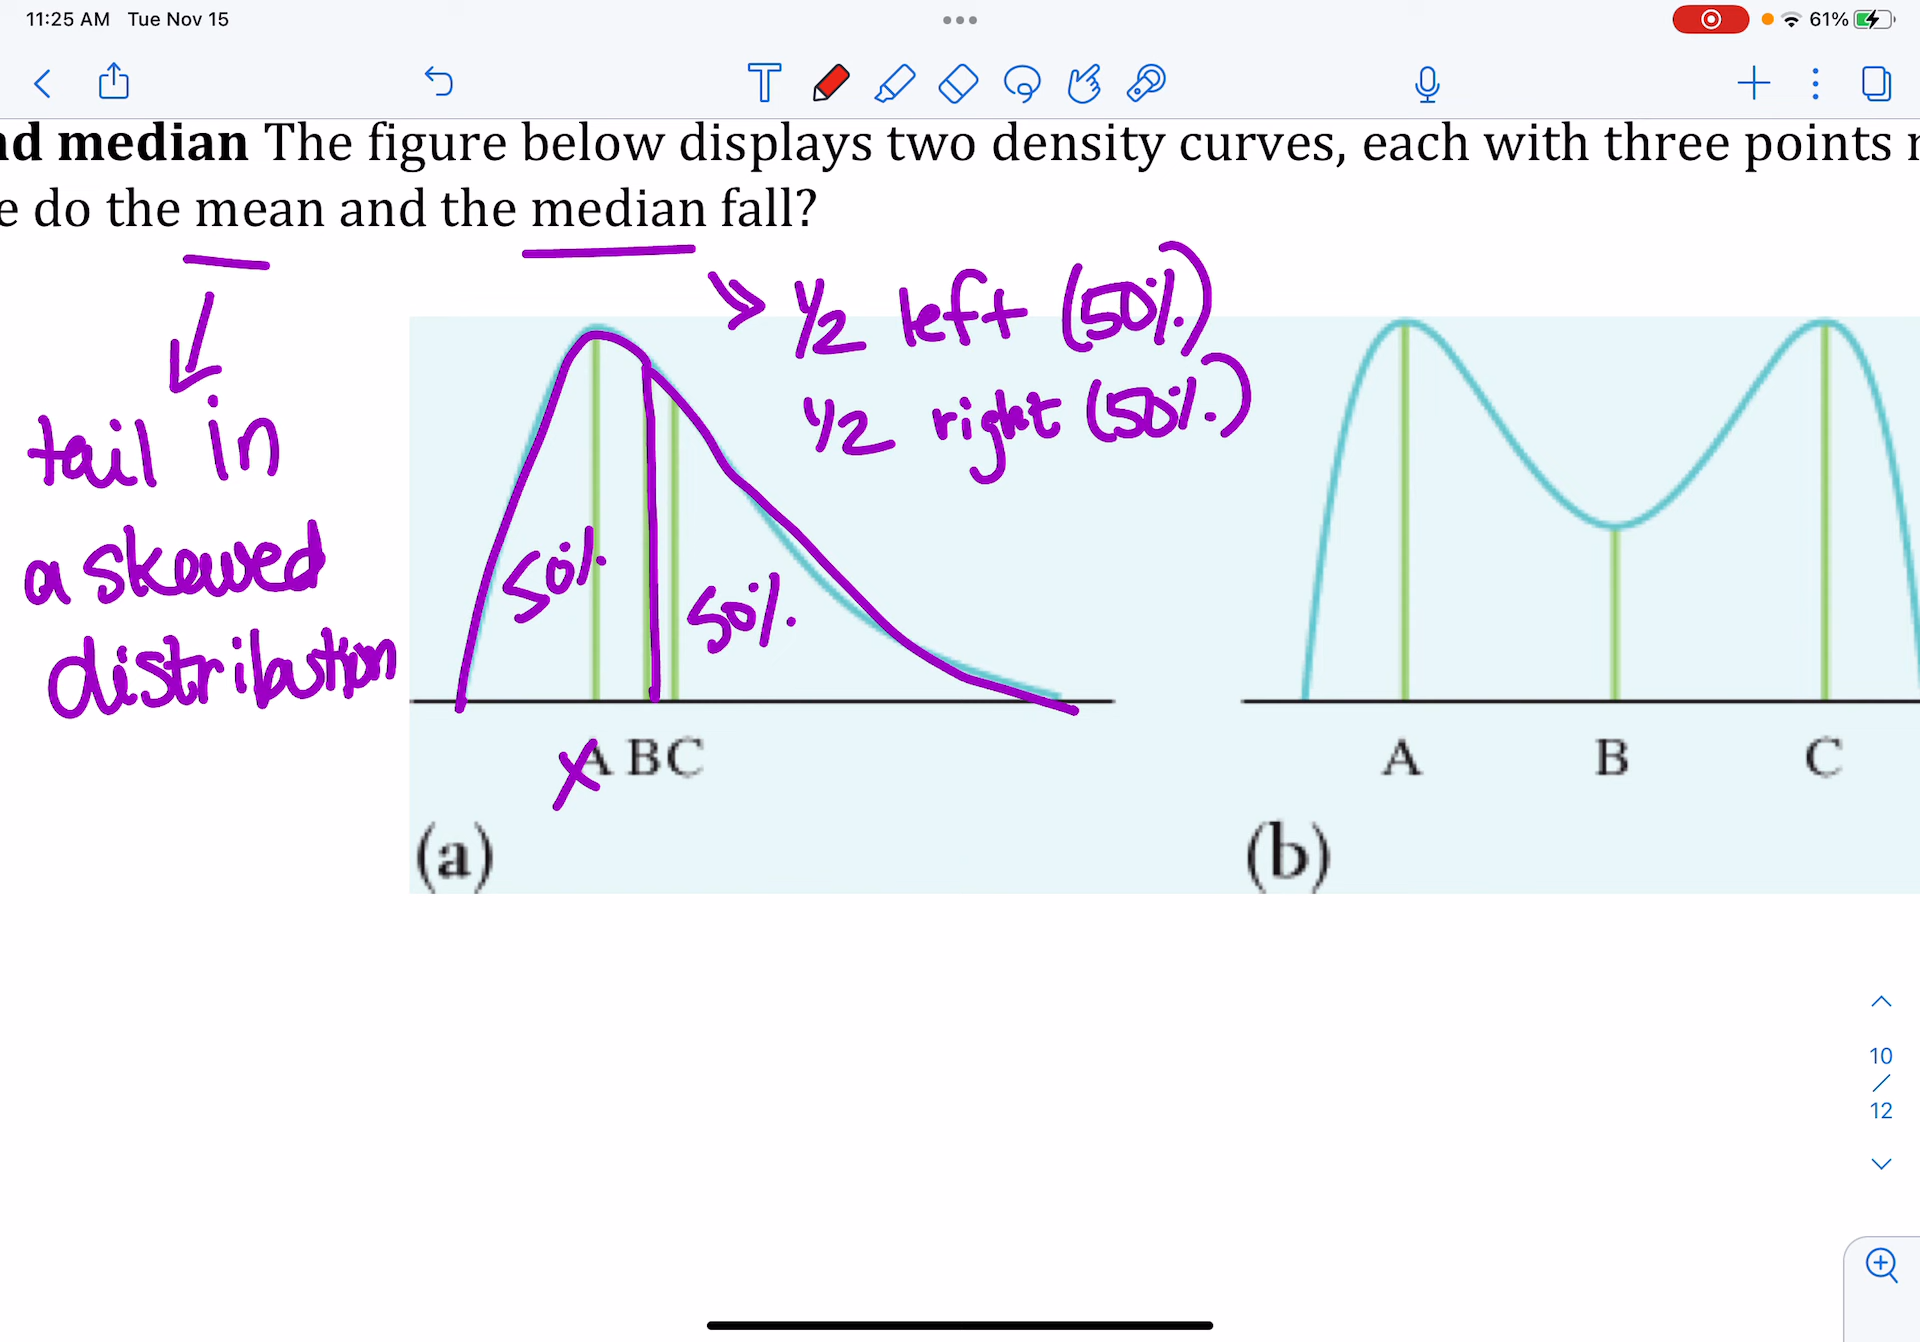 11:25 AM Tue Nov 15
61%
nd median The figure below displays two density curves, each with three points
e do the mean and the median fall?
1/2 left (50%)
1/2 right (50%)
tail in
a skewed
distribution
50%
50%
A B C
A B C
(a)
(b)
10
/
12